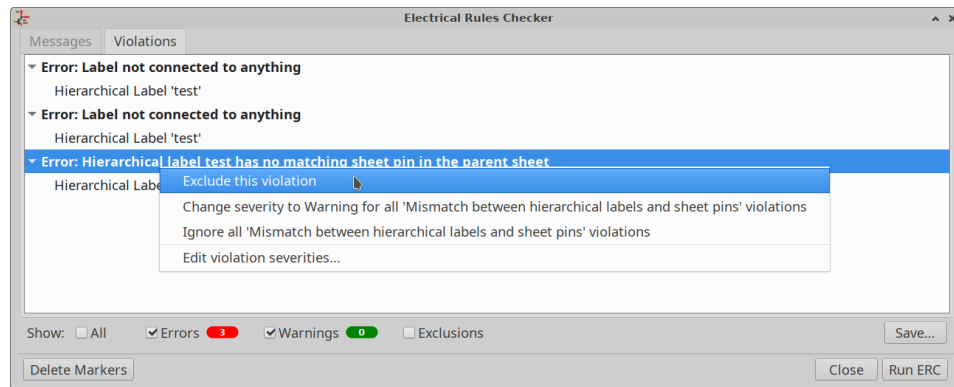 Electrical Rules Checker
Messages Violations
Error: Label not connected to anything
Hierarchical Label 'test'
Error: Label not connected to anything
Hierarchical Label 'test'
Error: Hierarchical label test has no matching sheet pin in the parent sheet
Hierarchical
Exclude this violation
Change severity to Warning for all 'Mismatch between hierarchical labels and sheet pins' violations
Ignore all 'Mismatch between hierarchical labels and sheet pins' violations
Edit violation severities...
Show: All Errors 3 Warnings 0 Exclusions Save...
Delete Markers Close Run ERC